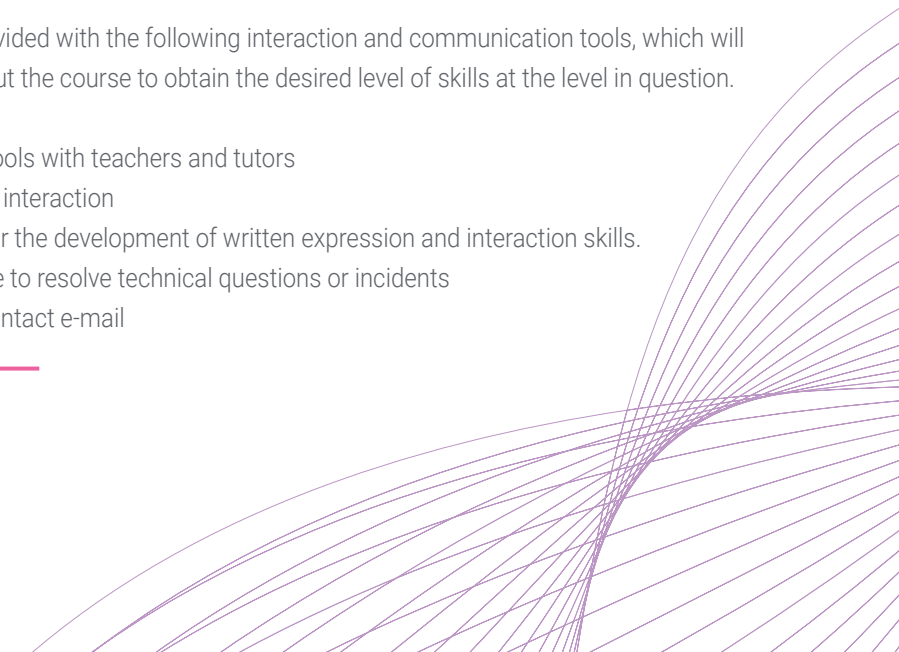 vided with the following interaction and communication tools, which will
ut the course to obtain the desired level of skills at the level in question.
ools with teachers and tutors
interaction
r the development of written expression and interaction skills.
e to resolve technical questions or incidents
ntact e-mail